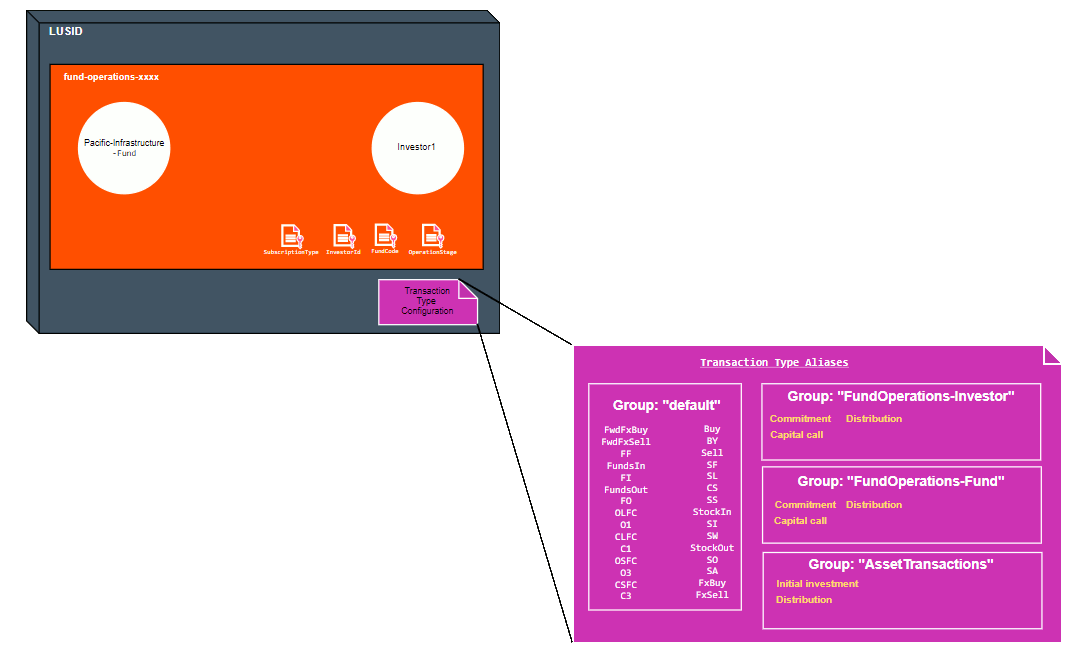 LUSID
fund-operations-xxxx
Pacific-Infrastructure
-Fund
Investor1
SubscriptionType
InvestorId
FundCode
OperationStage
Transaction
Type
Configuration
Transaction Type Aliases
Group: "default"
FwdFxBuy
FwdFxSell
FF
FundsIn
FI
FundsOut
FO
OLFC
O1
CLFC
C1
OSFC
O3
CSFC
C3
Buy
BY
Sell
SF
SL
CS
SS
StockIn
SI
SW
StockOut
SO
SA
FxBuy
FxSell
Group: "FundOperations-Investor"
Commitment Distribution
Capital call
Group: "FundOperations-Fund"
Commitment Distribution
Capital call
Group: "AssetTransactions"
Initial investment
Distribution